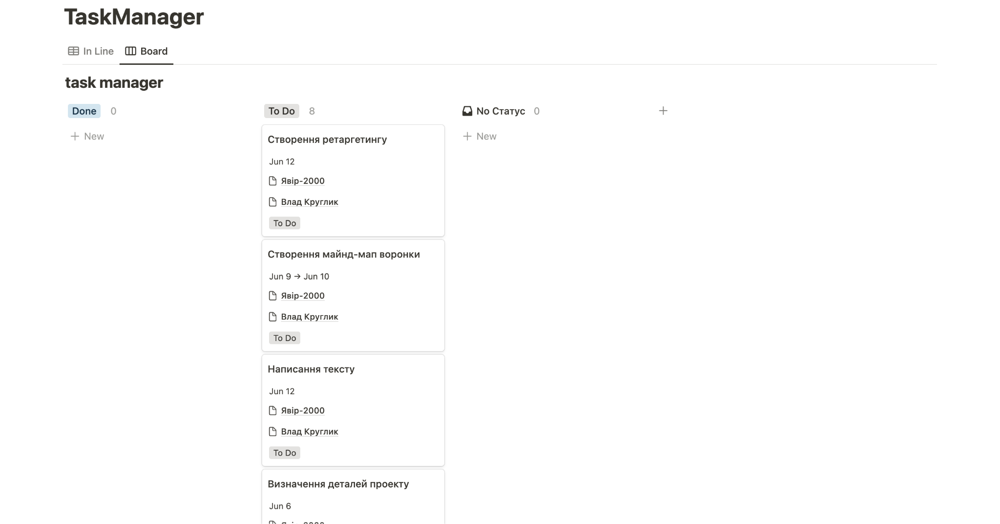 TaskManager
In Line Board
task manager
Done 0
To Do 8
No Статус 0
New
New
Створення ретаргетингу
Jun 12
Явір-2000
Влад Круглик
To Do
Створення майнд-мап воронки
Jun 9 → Jun 10
Явір-2000
Влад Круглик
To Do
Написання тексту
Jun 12
Явір-2000
Влад Круглик
To Do
Визначення деталей проекту
Jun 6